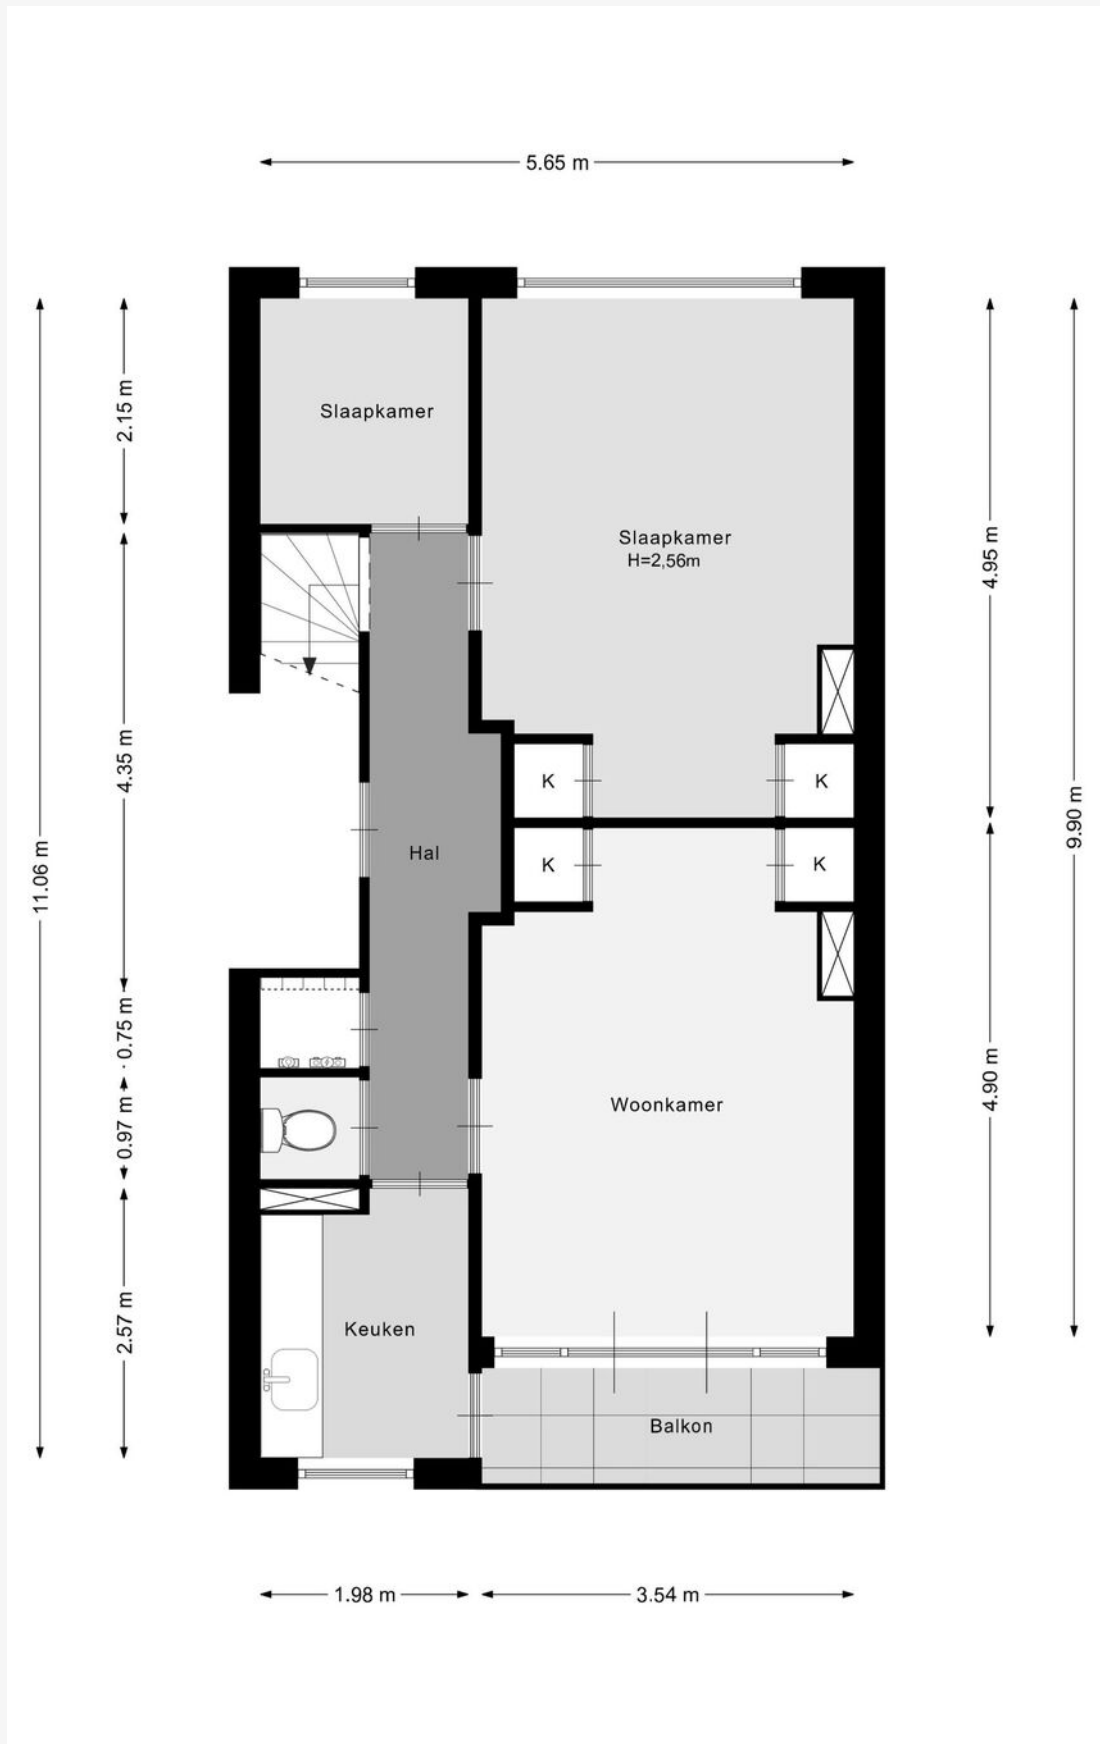 5.65 m
Slaapkamer
2.15 m
Slaapkamer
H=2,56m
4.95 m
4.35 m
K
K
9.90 m
11.06 m
Hal
K
K
0.75 m
4.90 m
Woonkamer
0.97 m
2.57 m
Keuken
Balkon
1.98 m
3.54 m